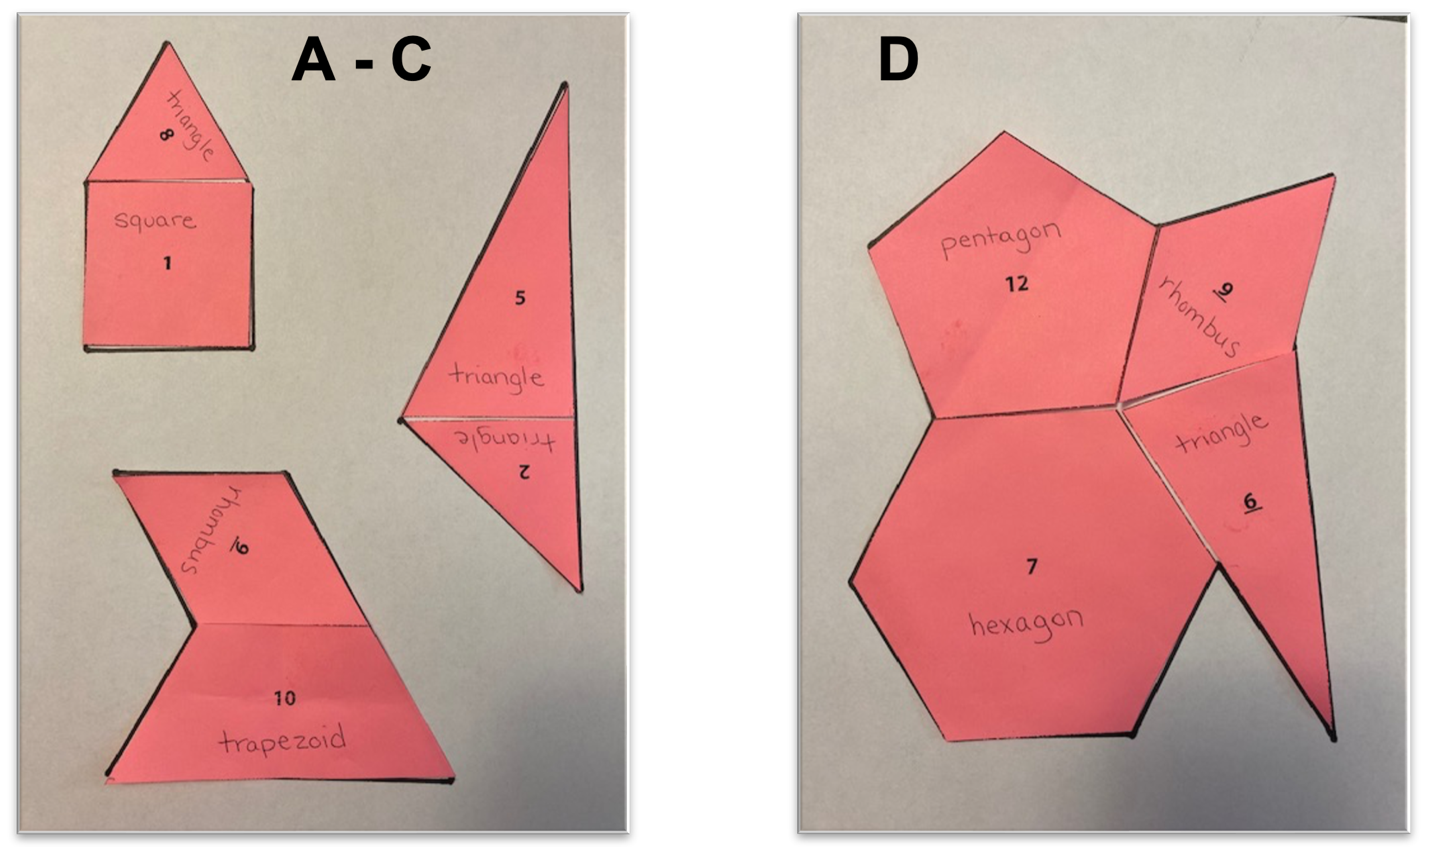 A - C
triangle
8
square
1
5
triangle
triangle
2
rhombus
9
10
trapezoid
D
pentagon
12
9
rhombus
triangle
6
7
hexagon